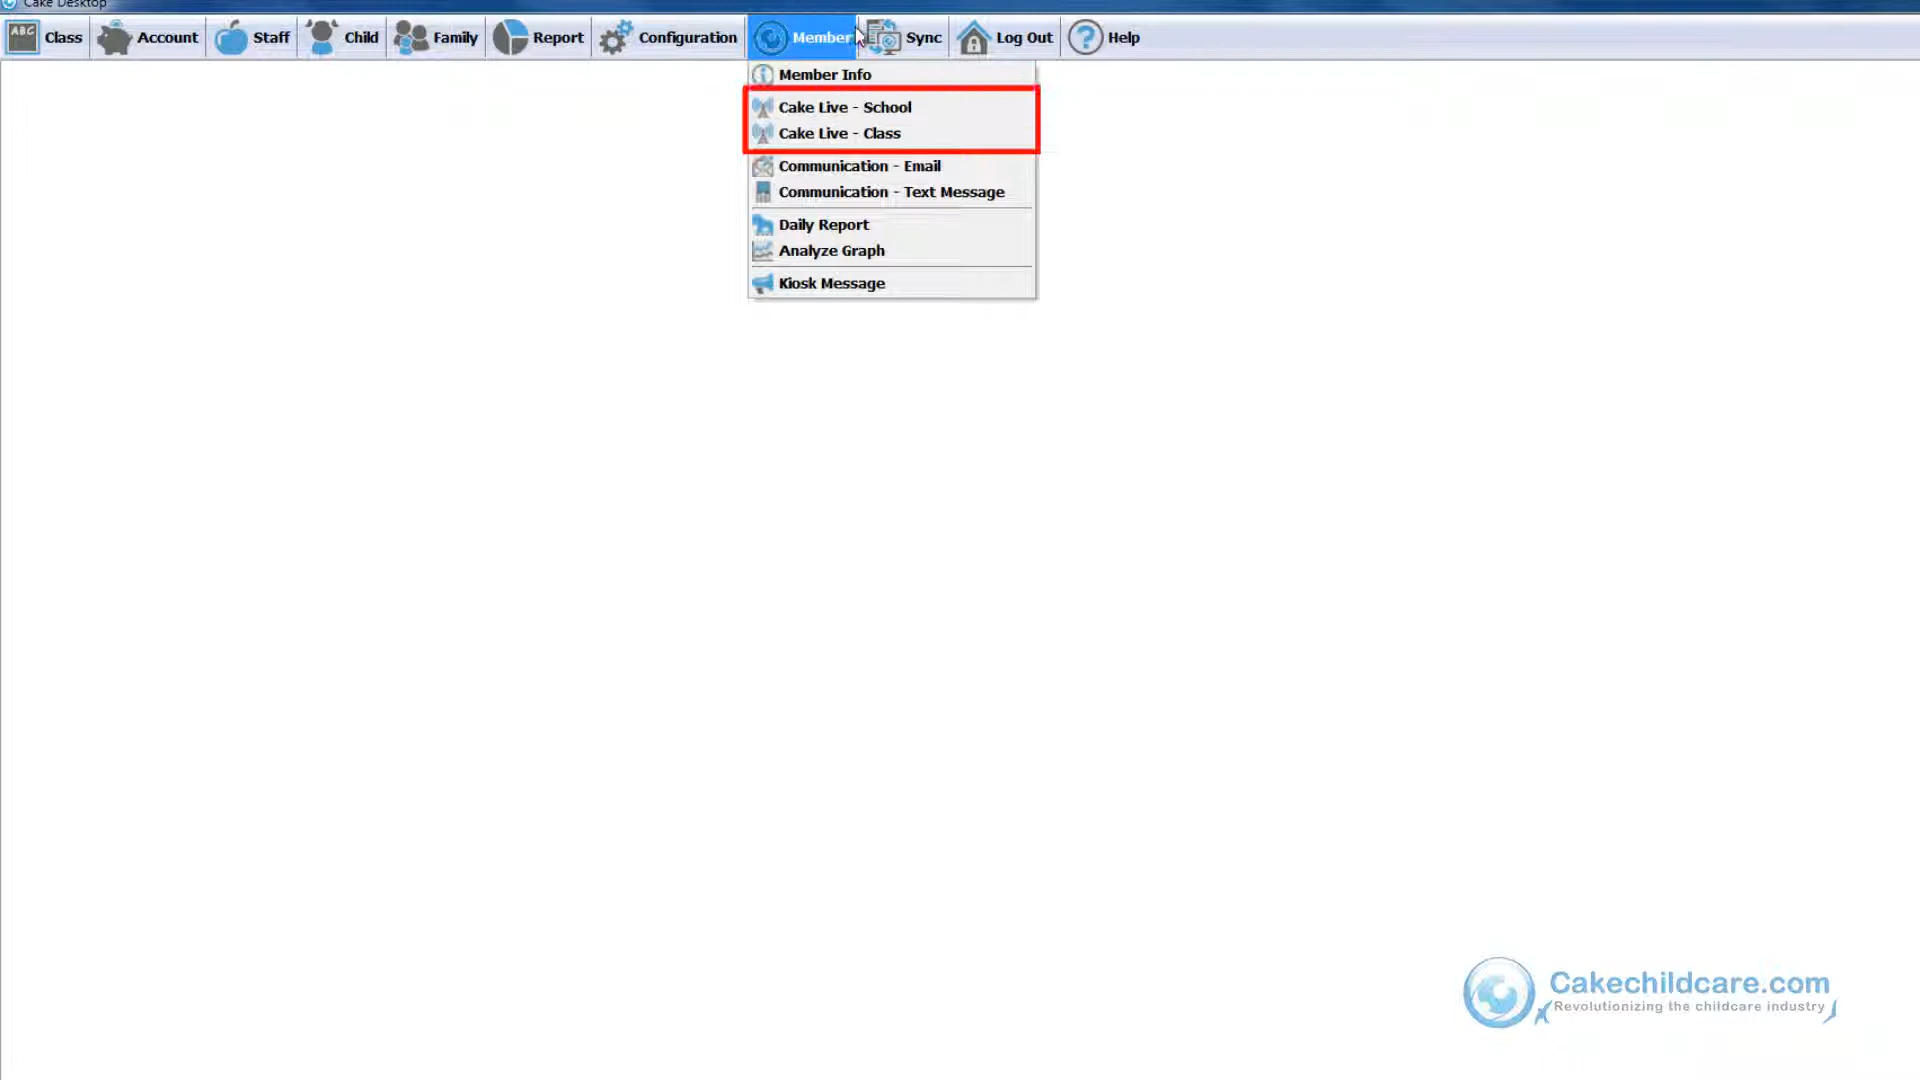 Cake Desktop
ABC Class Account Staff Child Family Report Configuration Member Sync Log Out Help
Member Info
Cake Live - School
Cake Live - Class
Communication - Email
Communication - Text Message
Daily Report
Analyze Graph
Kiosk Message
Cakechildcare.com
Revolutionizing the childcare industry